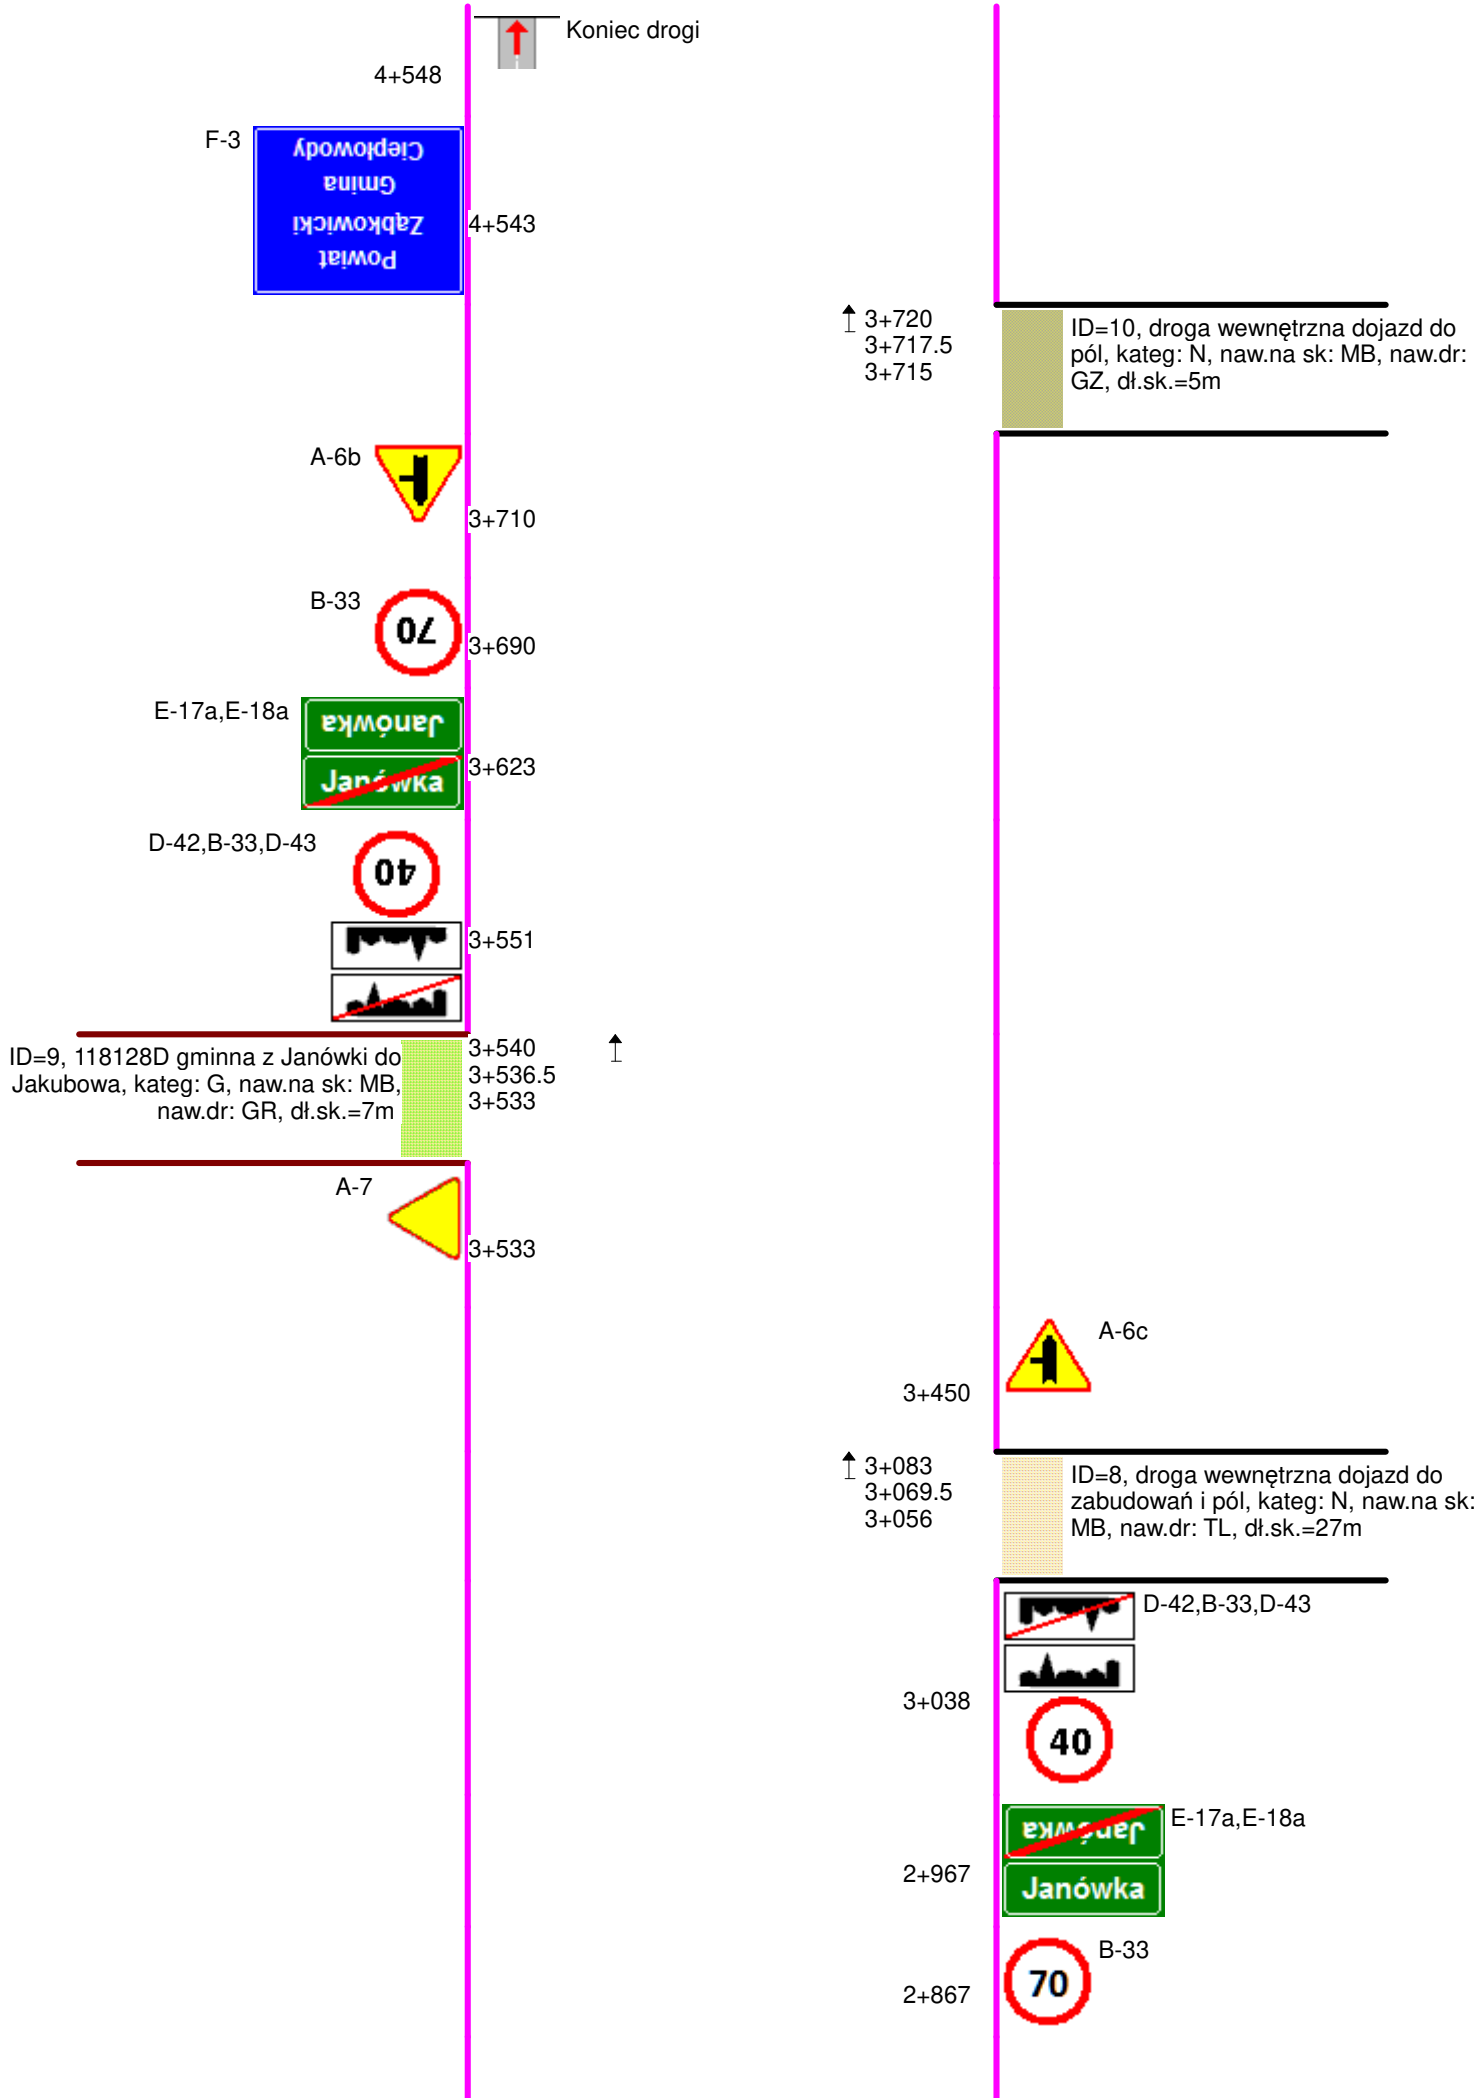 Koniec drogi
4+548
F-3
Powiat
Ząbkowicki
Gmina
Ciepłowody
4+543
3+720
3+717.5
3+715
ID=10, droga wewnętrzna dojazd do
pól, kateg: N, naw.na sk: MB, naw.dr:
GZ, dł.sk.=5m
A-6b
3+710
B-33
70
3+690
E-17a,E-18a
Janówka
Janówka
3+623
D-42,B-33,D-43
40
3+551
ID=9, 118128D gminna z Janówki do
Jakubowa, kateg: G, naw.na sk: MB,
naw.dr: GR, dł.sk.=7m
3+540
3+536.5
3+533
A-7
3+533
A-6c
3+450
3+083
3+069.5
3+056
ID=8, droga wewnętrzna dojazd do
zabudowań i pól, kateg: N, naw.na sk:
MB, naw.dr: TL, dł.sk.=27m
D-42,B-33,D-43
3+038
40
E-17a,E-18a
Janówka
2+967
Janówka
B-33
70
2+867